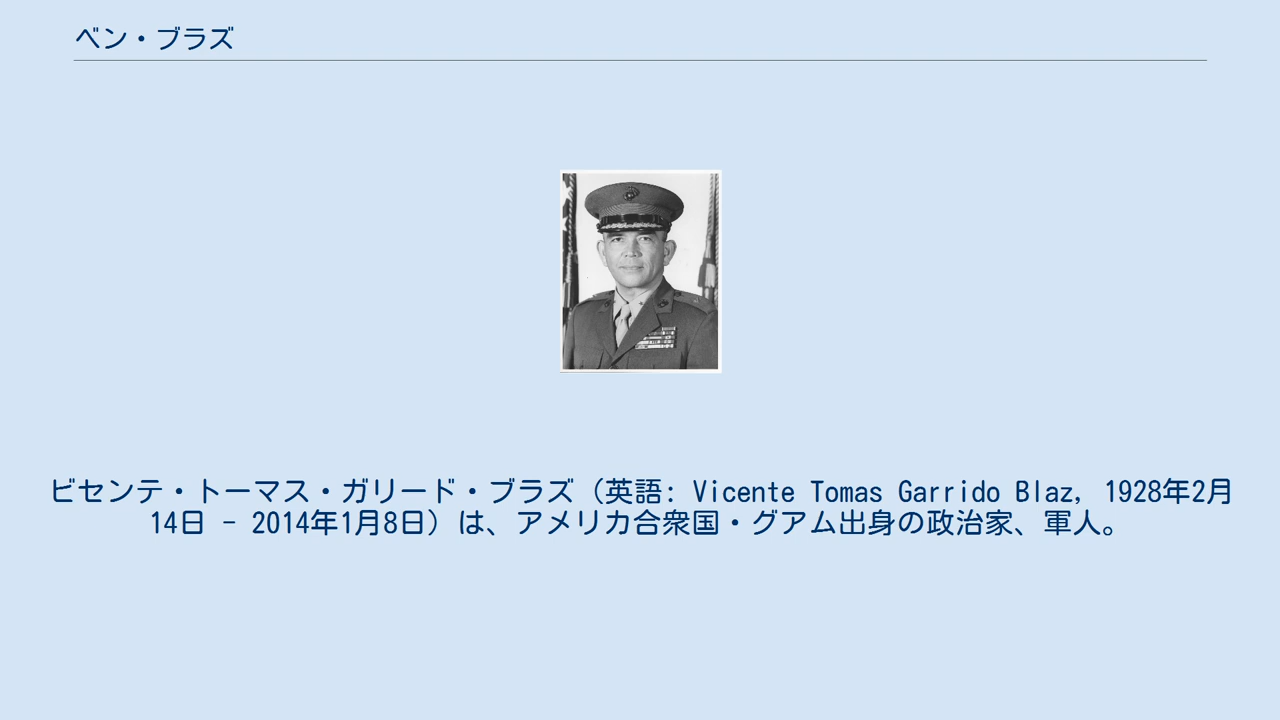 ベン・ブラズ
ビセンテ・トーマス・ガリード・ブラズ（英語: Vicente Tomas Garrido Blaz, 1928年2月
14日 - 2014年1月8日）は、アメリカ合衆国・グアム出身の政治家、軍人。